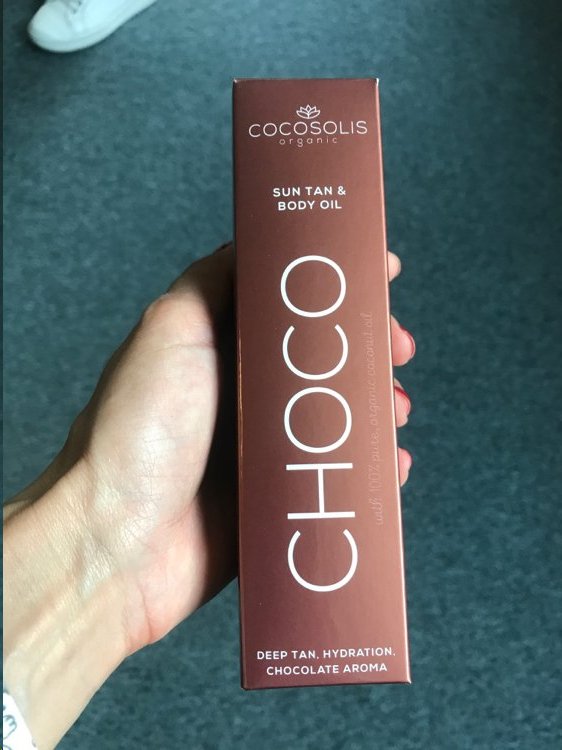 COCOSOLIS
organic
SUN TAN &
BODY OIL
CHOCO
with 100% pure, organic coconut oil
DEEP TAN, HYDRATION,
CHOCOLATE AROMA